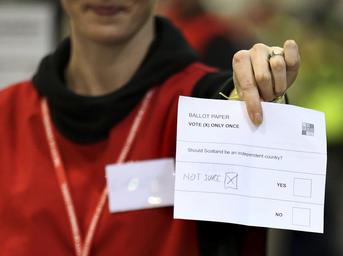 BALLOT PAPER
VOTE (X) ONLY ONCE
Should Scotland be an independent country?
NOT SURE X
YES
NO